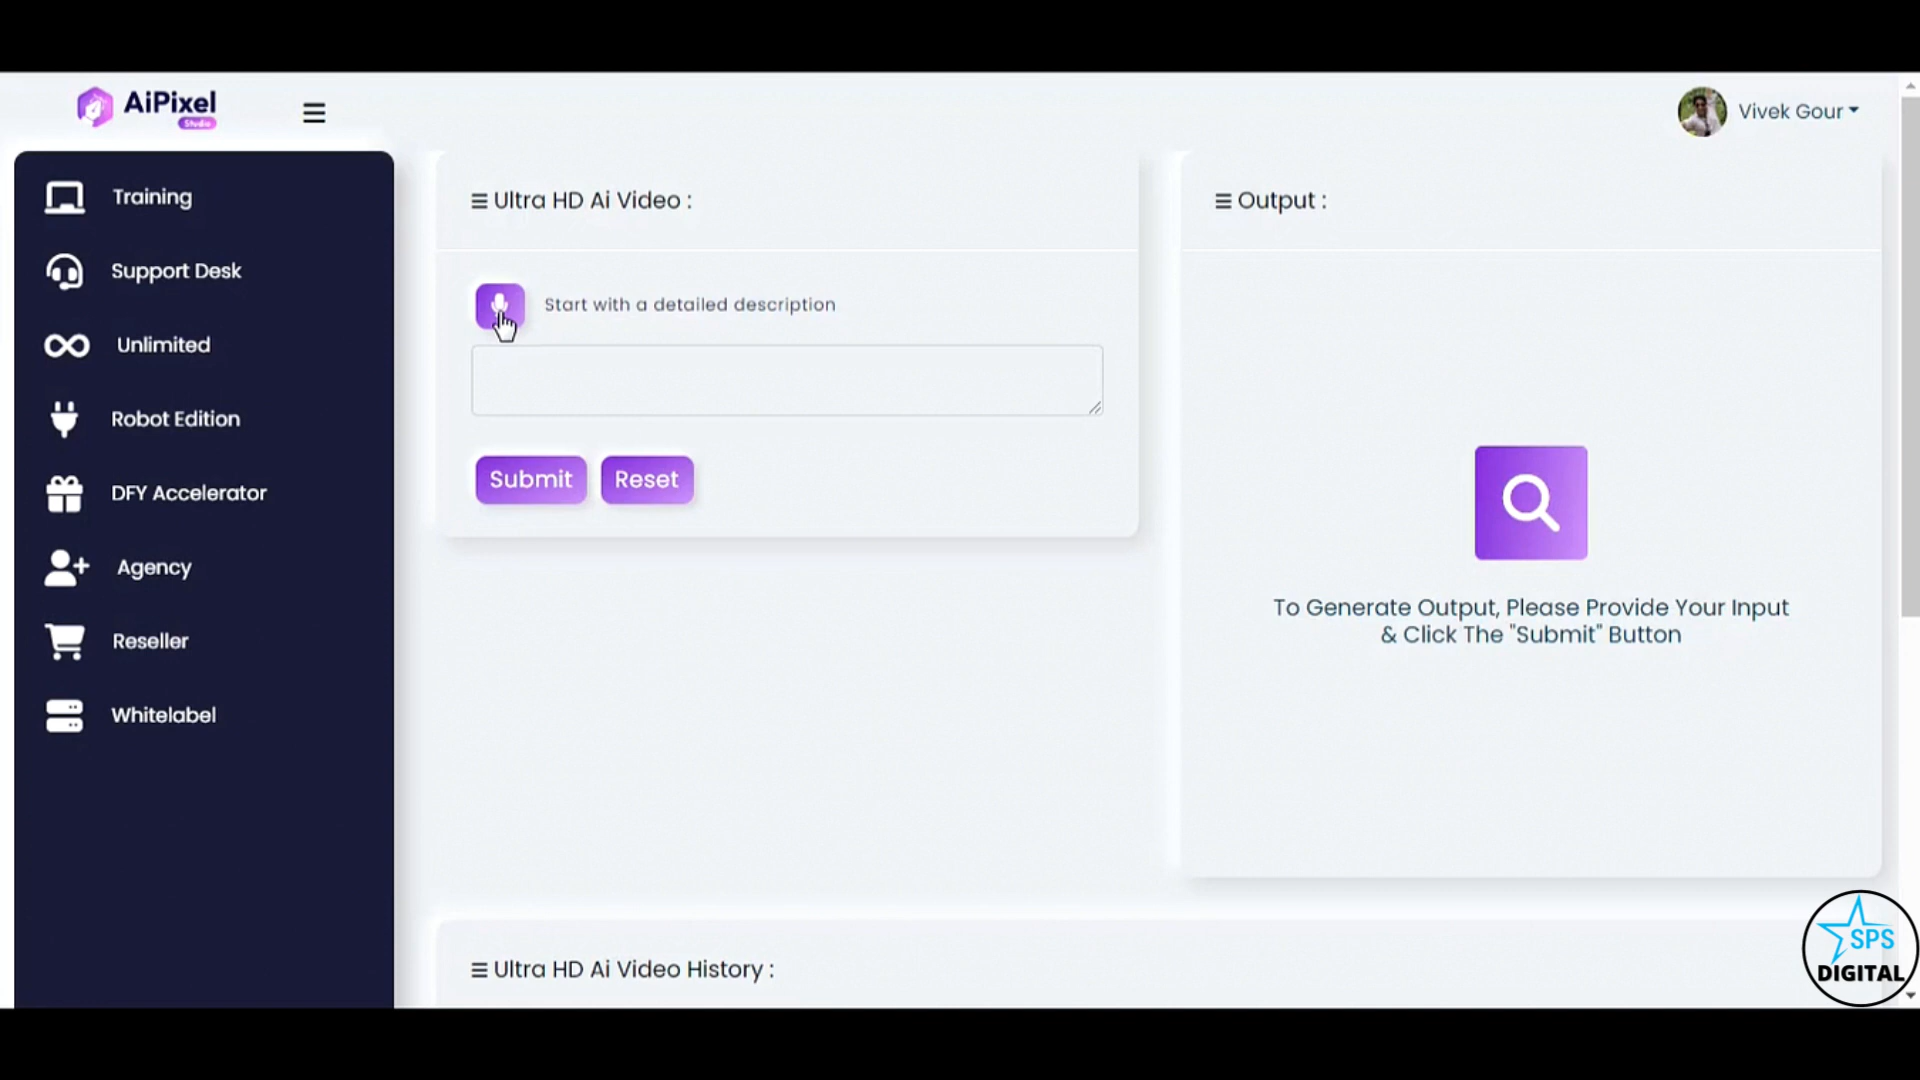 AiPixel
Studio
Vivek Gour
Training
Support Desk
Unlimited
Robot Edition
DFY Accelerator
Agency
Reseller
Whitelabel
Ultra HD Ai Video :
Start with a detailed description
Submit
Reset
Output :
To Generate Output, Please Provide Your Input
& Click The "Submit" Button
Ultra HD Ai Video History :
SPS
DIGITAL